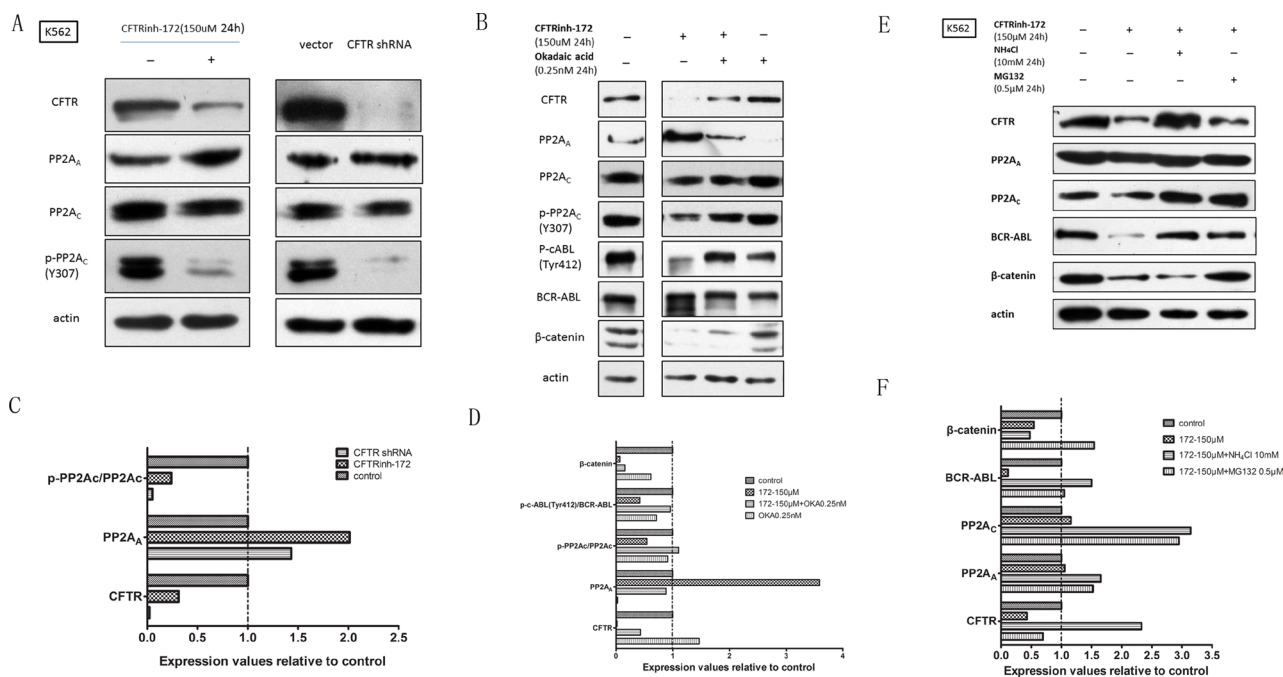 A
K562
CFTRinh-172(150uM 24h)
– +
vector CFTR shRNA
CFTR
PP2AA
PP2AC
p-PP2AC
(Y307)
actin
B
CFTRinh-172
(150uM 24h)
– + + –
Okadaic acid
(0.25nM 24h)
– – + +
CFTR
PP2AA
PP2AC
p-PP2AC
(Y307)
P-cABL
(Tyr412)
BCR-ABL
β-catenin
actin
E
K562
CFTRinh-172
(150μM 24h)
– + + +
NH4Cl
(10mM 24h)
– – + –
MG132
(0.5μM 24h)
– – – +
CFTR
PP2AA
PP2AC
BCR-ABL
β-catenin
actin
C
CFTR shRNA
CFTRinh-172
control
p-PP2Ac/PP2Ac
PP2AA
CFTR
0.0 0.5 1.0 1.5 2.0 2.5
Expression values relative to control
D
control
172-150μM
172-150μM+OKA0.25nM
OKA0.25nM
β-catenin
p-c-ABL(Tyr412)/BCR-ABL
p-PP2Ac/PP2Ac
PP2AA
CFTR
0 1 2 3 4
Expression values relative to control
F
control
172-150μM
172-150μM+NH4Cl 10mM
172-150μM+MG132 0.5μM
β-catenin
BCR-ABL
PP2AC
PP2AA
CFTR
0.0 0.5 1.0 1.5 2.0 2.5 3.0 3.5
Expression values relative to control